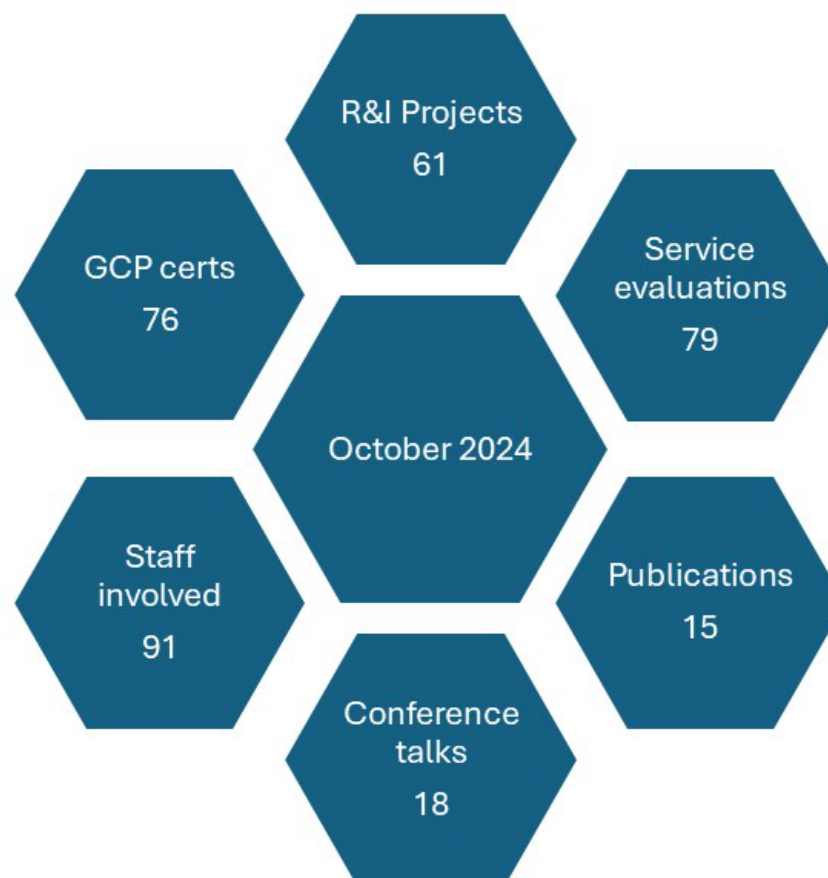 R&I Projects
61
GCP certs
76
Service
evaluations
79
October 2024
Staff
involved
91
Publications
15
Conference
talks
18